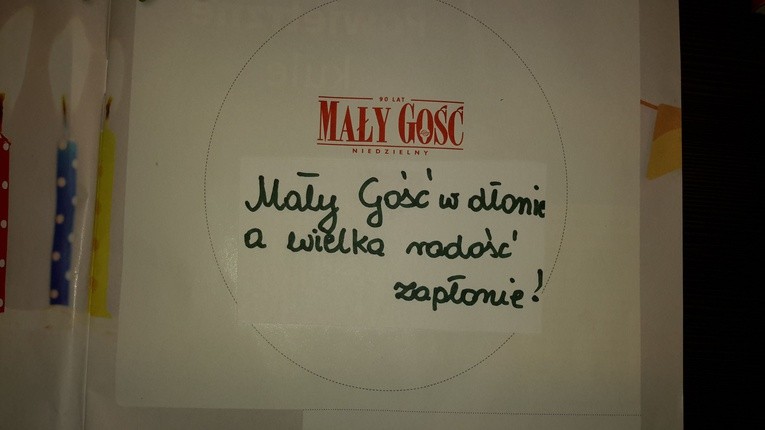 90 LAT
MAŁY GOŚĆ
NIEDZIELNY
Mały Gość w dłonie
a wielka radość
zapłonie!